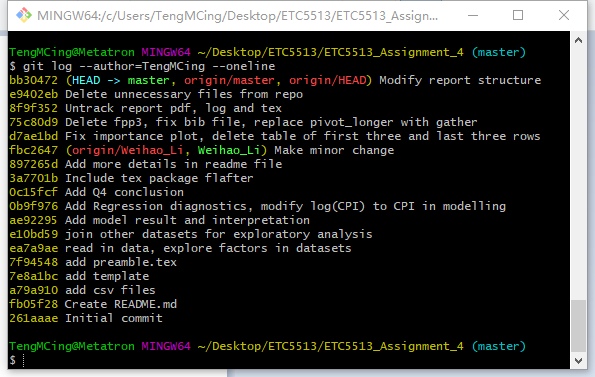 MINGW64:/c/Users/TengMCing/Desktop/ETC5513/ETC5513_Assign...
TengMCing@Metatron MINGW64 ~/Desktop/ETC5513/ETC5513_Assignment_4 (master)
$ git log --author=TengMCing --oneline
bb30472 (HEAD -> master, origin/master, origin/HEAD) Modify report structure
e9402eb Delete unnecessary files from repo
8f9f352 Untrack report pdf, log and tex
75c80d9 Delete fpp3, fix bib file, replace pivot_longer with gather
d7ae1bd Fix importance plot, delete table of first three and last three rows
fbc2647 (origin/Weihao_Li, Weihao_Li) Make minor change
897265d Add more details in readme file
3a7701b Include tex package flafter
0c15fcf Add Q4 conclusion
0b9f976 Add Regression diagnostics, modify log(CPI) to CPI in modelling
ae92295 Add model result and interpretation
e10bd59 join other datasets for exploratory analysis
ea7a9ae read in data, explore factors in datasets
7f94548 add preamble.tex
7e8a1bc add template
a79a910 add csv files
fb05f28 Create README.md
261aaae Initial commit
TengMCing@Metatron MINGW64 ~/Desktop/ETC5513/ETC5513_Assignment_4 (master)
$